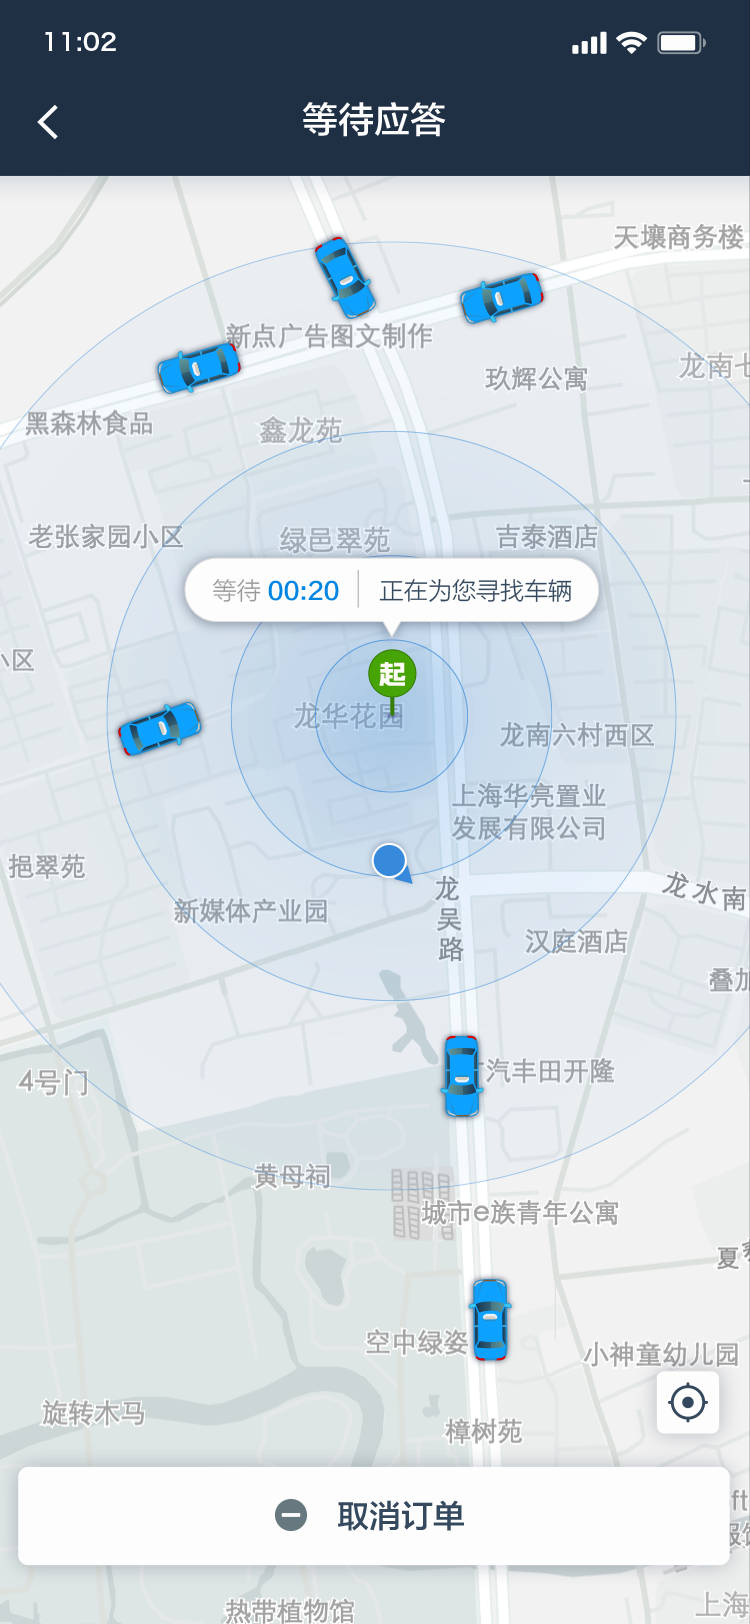 11:02
等待应答
天壤商务楼
新点广告图文制作
龙南七
玖辉公寓
黑森林食品
鑫龙苑
老张家园小区
绿邑翠苑
吉泰酒店
等待 00:20 正在为您寻找车辆
小区
起
龙华花园
龙南六村西区
上海华亮置业
发展有限公司
挹翠苑
龙水南
龙吴路
新媒体产业园
汉庭酒店
叠加
4号门
汽丰田开隆
黄母祠
城市e族青年公寓
夏
空中绿姿
小神童幼儿园
旋转木马
樟树苑
取消订单
ft
热带植物馆
上海